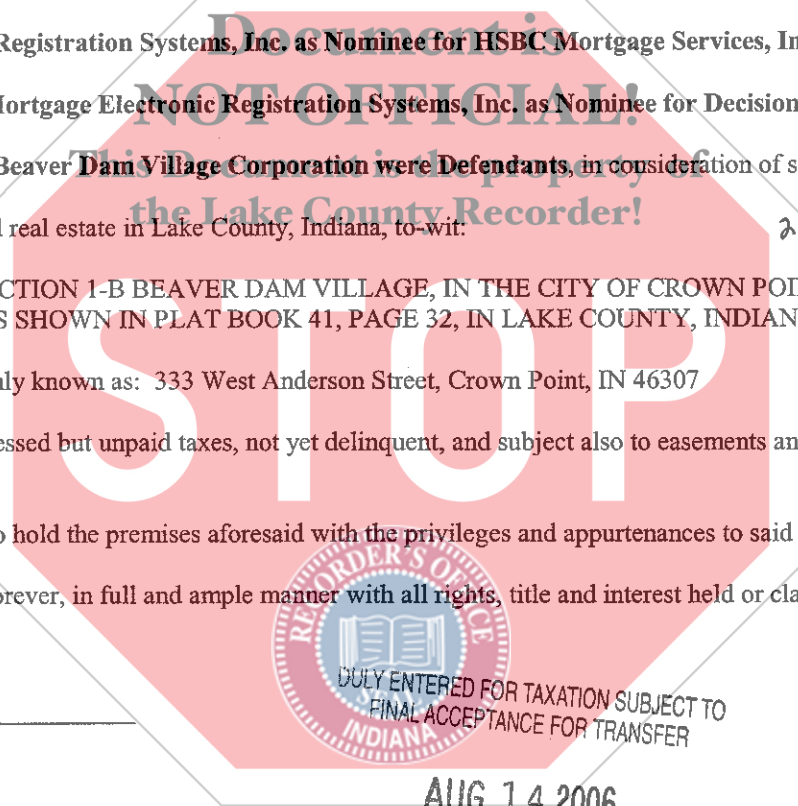 Document is
Registration Systems, Inc. as Nominee for HSBC Mortgage Services, In
NOT OFFICIAL!
Mortgage Electronic Registration Systems, Inc. as Nominee for Decision
This Document is the property of
Beaver Dam Village Corporation were Defendants, in consideration of s
the Lake County Recorder!
l real estate in Lake County, Indiana, to-wit:
2
CTION 1-B BEAVER DAM VILLAGE, IN THE CITY OF CROWN POI
S SHOWN IN PLAT BOOK 41, PAGE 32, IN LAKE COUNTY, INDIAN
STOP
nly known as: 333 West Anderson Street, Crown Point, IN 46307
essed but unpaid taxes, not yet delinquent, and subject also to easements an
o hold the premises aforesaid with the privileges and appurtenances to said
orever, in full and ample manner with all rights, title and interest held or cla
RECORDER'S OFFICE
SEAL
INDIANA
DULY ENTERED FOR TAXATION SUBJECT TO
FINAL ACCEPTANCE FOR TRANSFER
AUG 14 2006